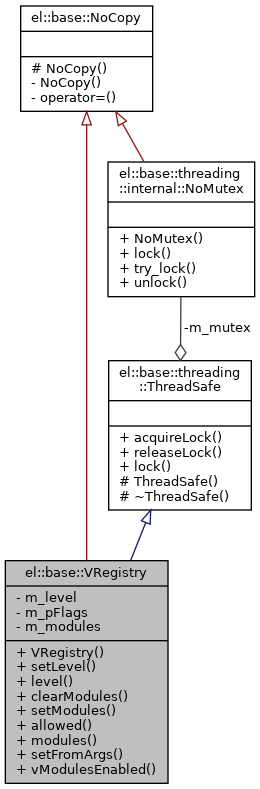 el::base::NoCopy
# NoCopy()
- NoCopy()
- operator=()
el::base::threading
::internal::NoMutex
+ NoMutex()
+ lock()
+ try_lock()
+ unlock()
-m_mutex
el::base::threading
::ThreadSafe
+ acquireLock()
+ releaseLock()
+ lock()
# ThreadSafe()
# ~ThreadSafe()
el::base::VRegistry
- m_level
- m_pFlags
- m_modules
+ VRegistry()
+ setLevel()
+ level()
+ clearModules()
+ setModules()
+ allowed()
+ modules()
+ setFromArgs()
+ vModulesEnabled()